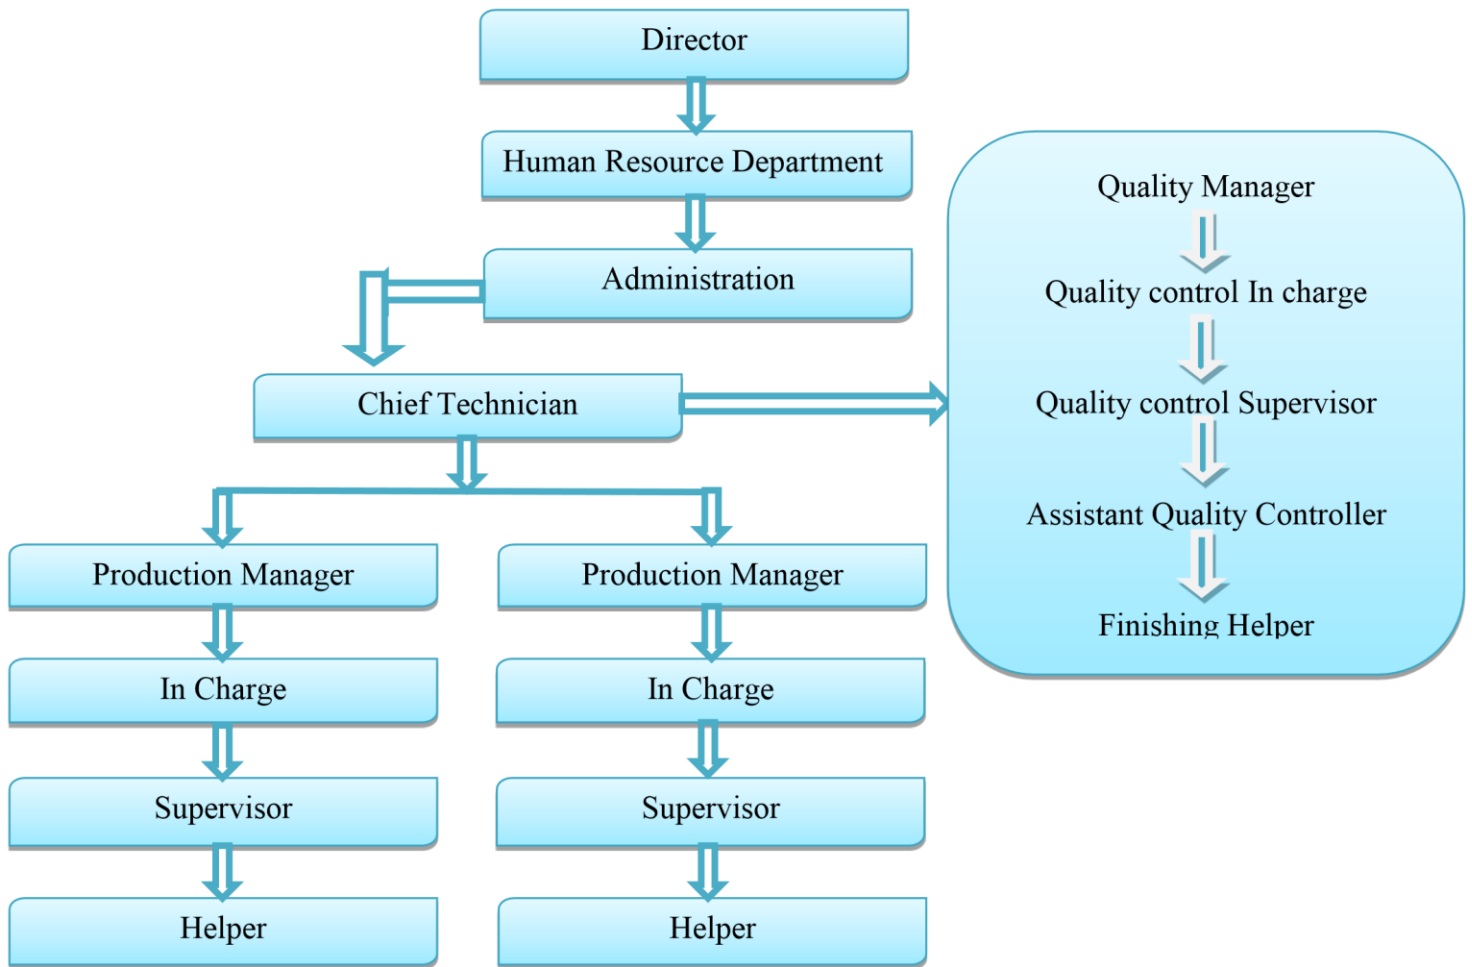 Director
Human Resource Department
Administration
Chief Technician
Production Manager
In Charge
Supervisor
Helper
Production Manager
In Charge
Supervisor
Helper
Quality Manager
Quality control In charge
Quality control Supervisor
Assistant Quality Controller
Finishing Helper